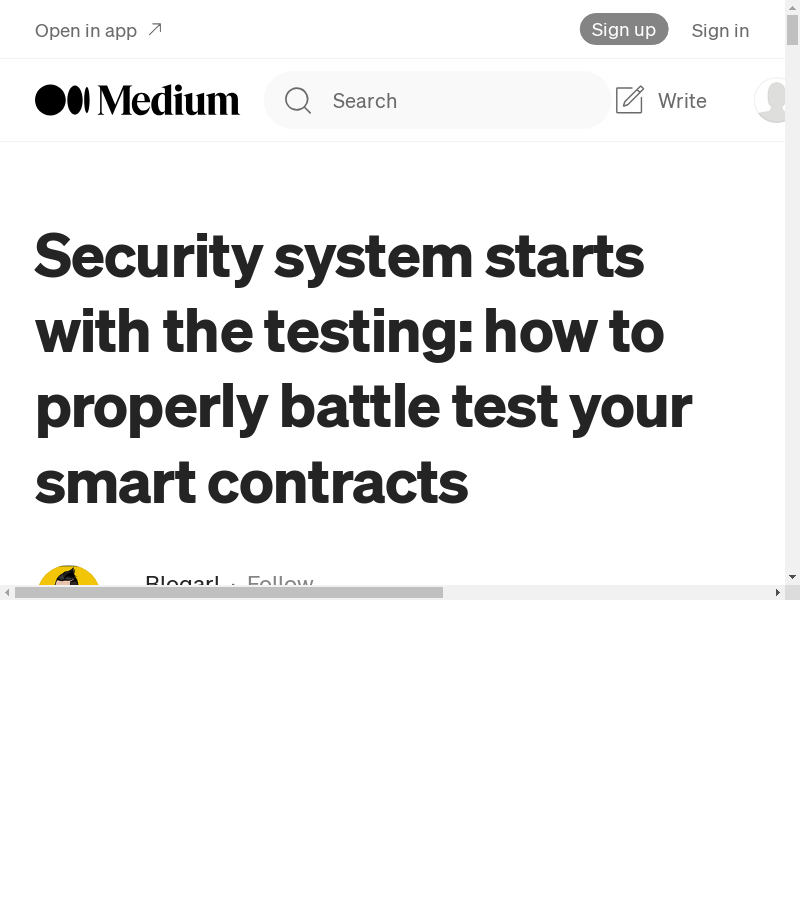 Open in app
Sign up
Sign in
Medium
Search
Write
Security system starts
with the testing: how to
properly battle test your
smart contracts
Blogarl · Follow